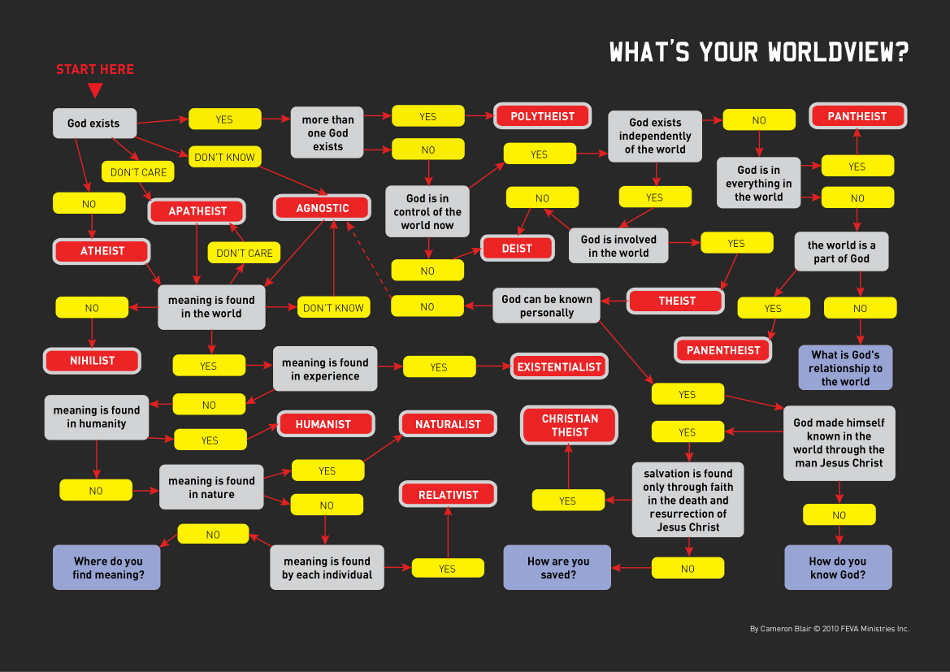 WHAT'S YOUR WORLDVIEW?
START HERE
God exists
YES
more than
one God
exists
YES
POLYTHEIST
God exists
independently
of the world
NO
PANTHEIST
DON'T KNOW
NO
YES
God is in
everything in
the world
YES
DON'T CARE
NO
APATHEIST
AGNOSTIC
God is in
control of the
world now
NO
YES
NO
ATHEIST
DON'T CARE
DEIST
God is involved
in the world
YES
the world is a
part of God
NO
NO
meaning is found
in the world
DON'T KNOW
NO
God can be known
personally
THEIST
YES
NO
NIHILIST
YES
meaning is found
in experience
YES
EXISTENTIALIST
PANENTHEIST
What is God's
relationship to
the world
meaning is found
in humanity
NO
YES
HUMANIST
NATURALIST
CHRISTIAN
THEIST
YES
YES
God made himself
known in the
world through the
man Jesus Christ
NO
meaning is found
in nature
YES
NO
RELATIVIST
YES
salvation is found
only through faith
in the death and
resurrection of
Jesus Christ
NO
NO
Where do you
find meaning?
meaning is found
by each individual
YES
How are you
saved?
NO
How do you
know God?
By Cameron Blair © 2010 FEVA Ministries Inc.